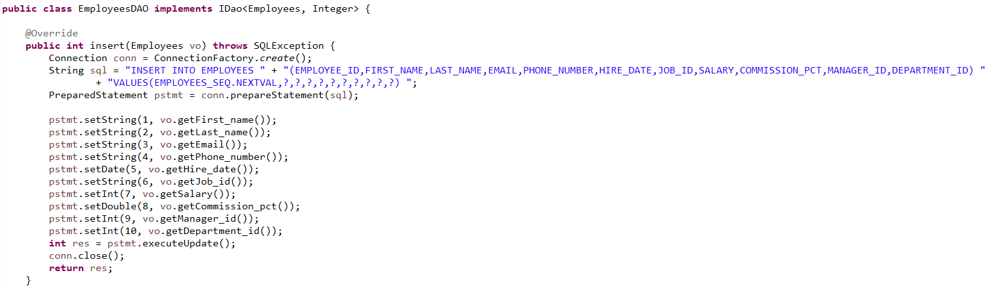 public class EmployeesDAO implements IDao<Employees, Integer> {
@Override
public int insert(Employees vo) throws SQLException {
Connection conn = ConnectionFactory.create();
String sql = "INSERT INTO EMPLOYEES " + "(EMPLOYEE_ID,FIRST_NAME,LAST_NAME,EMAIL,PHONE_NUMBER,HIRE_DATE,JOB_ID,SALARY,COMMISSION_PCT,MANAGER_ID,DEPARTMENT_ID) "
+ "VALUES(EMPLOYEES_SEQ.NEXTVAL,?,?,?,?,?,?,?,?,?,?) ";
PreparedStatement pstmt = conn.prepareStatement(sql);
pstmt.setString(1, vo.getFirst_name());
pstmt.setString(2, vo.getLast_name());
pstmt.setString(3, vo.getEmail());
pstmt.setString(4, vo.getPhone_number());
pstmt.setDate(5, vo.getHire_date());
pstmt.setString(6, vo.getJob_id());
pstmt.setInt(7, vo.getSalary());
pstmt.setDouble(8, vo.getCommission_pct());
pstmt.setInt(9, vo.getManager_id());
pstmt.setInt(10, vo.getDepartment_id());
int res = pstmt.executeUpdate();
conn.close();
return res;
}